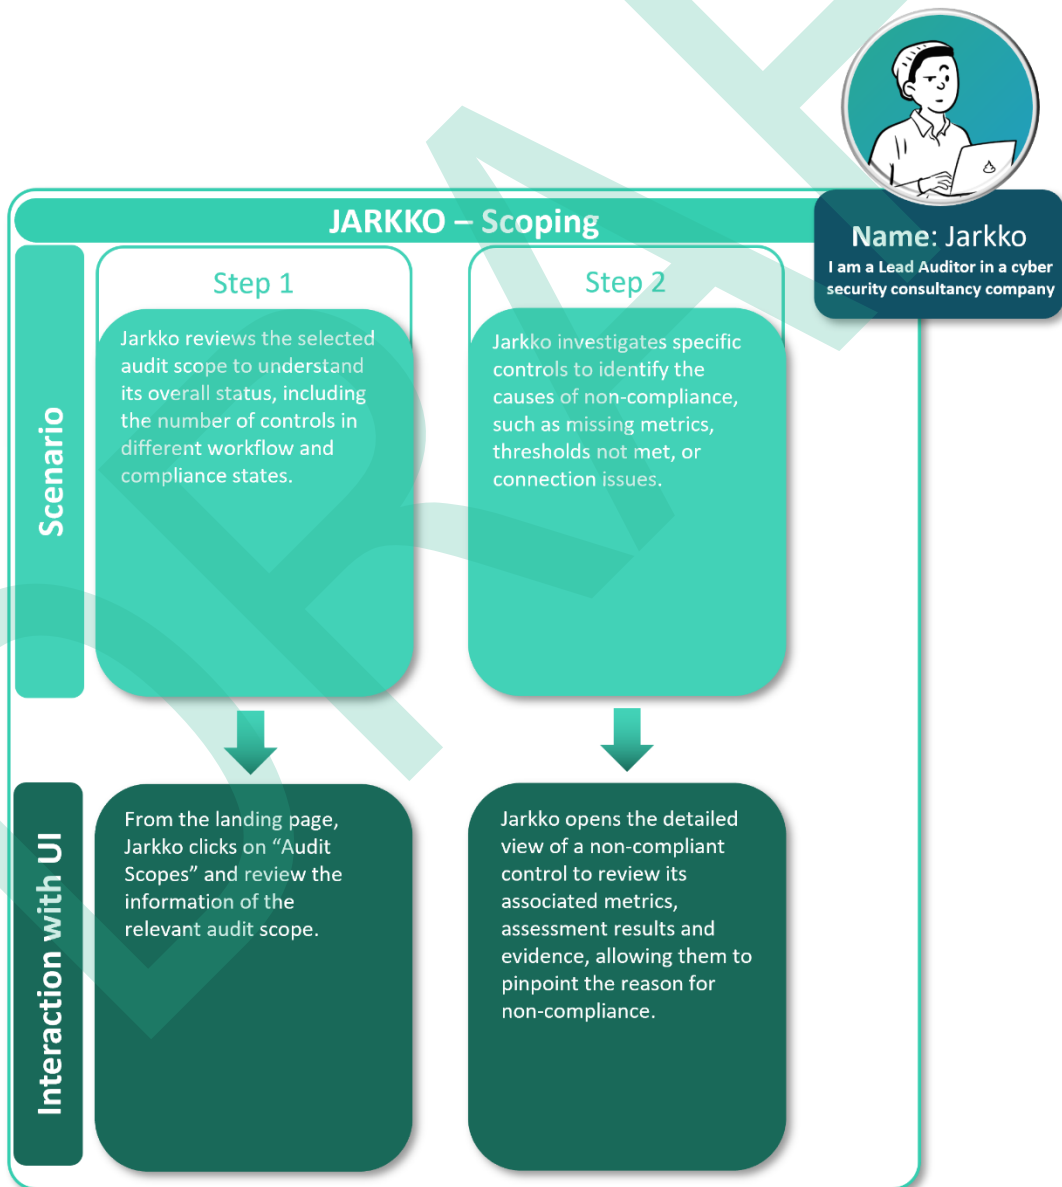 JARKKO – Scoping
Name: Jarkko
I am a Lead Auditor in a cyber
security consultancy company
Scenario
Step 1
Jarkko reviews the selected
audit scope to understand
its overall status, including
the number of controls in
different workflow and
compliance states.
Step 2
Jarkko investigates specific
controls to identify the
causes of non-compliance,
such as missing metrics,
thresholds not met, or
connection issues.
Interaction with UI
From the landing page,
Jarkko clicks on “Audit
Scopes” and review the
information of the
relevant audit scope.
Jarkko opens the detailed
view of a non-compliant
control to review its
associated metrics,
assessment results and
evidence, allowing them to
pinpoint the reason for
non-compliance.
DRAF